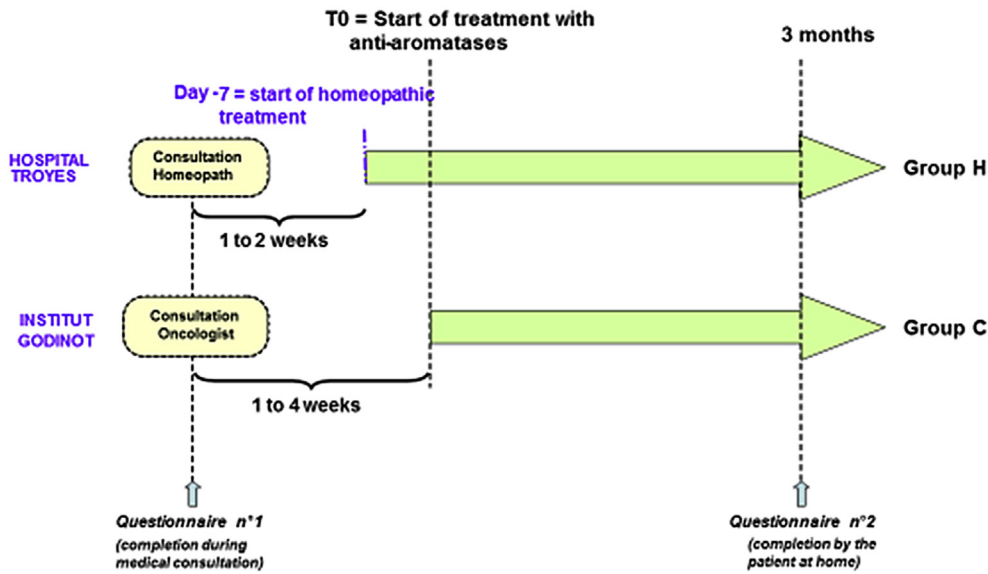 T0 = Start of treatment with
anti-aromatases
3 months
Day -7 = start of homeopathic
treatment
HOSPITAL
TROYES
Consultation
Homeopath
Group H
1 to 2 weeks
INSTITUT
GODINOT
Consultation
Oncologist
Group C
1 to 4 weeks
Questionnaire n°1
(completion during
medical consultation)
Questionnaire n°2
(completion by the
patient at home)